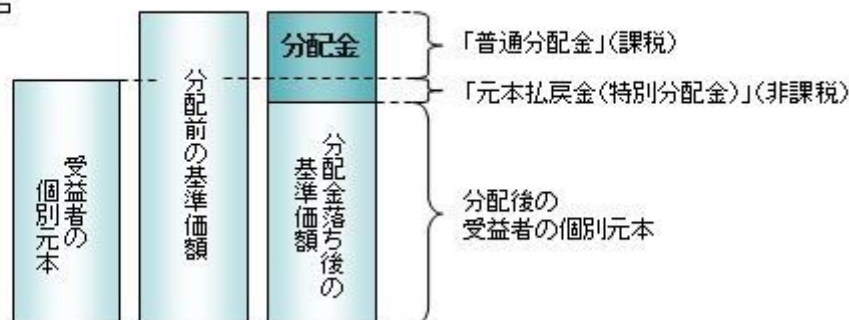 受益者の
個別元本
分配前の基準価額
分配金
分配金落ち後の
基準価額
「普通分配金」(課税)
「元本払戻金(特別分配金)」(非課税)
分配後の
受益者の個別元本